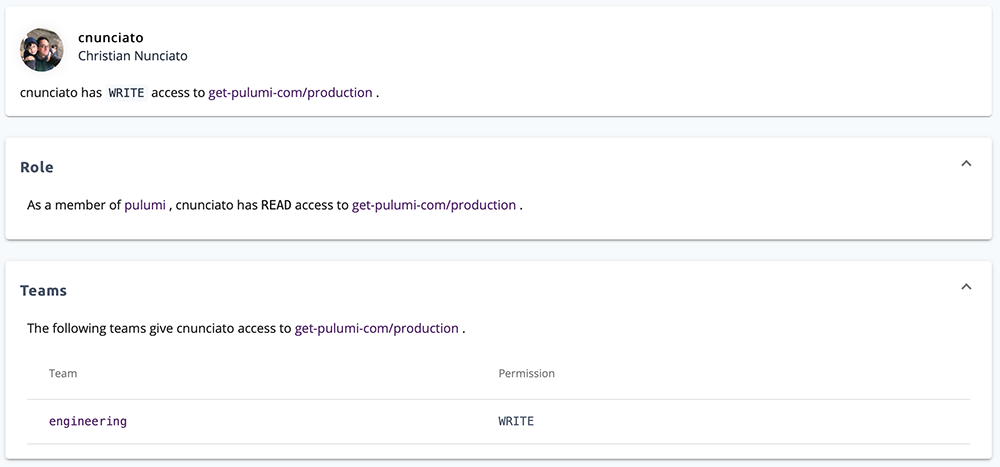 cnunciato
Christian Nunciato
cnunciato has WRITE access to get-pulumi-com/production .
Role
As a member of pulumi , cnunciato has READ access to get-pulumi-com/production .
Teams
The following teams give cnunciato access to get-pulumi-com/production .
Team Permission
engineering WRITE